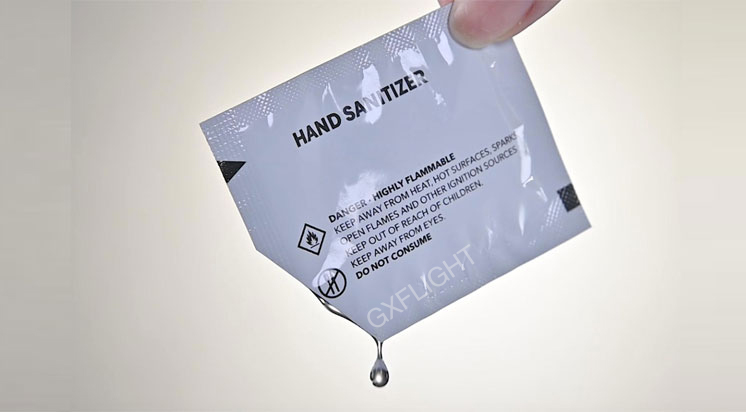 HAND SANITIZER
DANGER - HIGHLY FLAMMABLE
KEEP AWAY FROM HEAT, HOT SURFACES, SPARKS
OPEN FLAMES AND OTHER IGNITION SOURCES.
KEEP OUT OF REACH OF CHILDREN.
KEEP AWAY FROM EYES.
DO NOT CONSUME
GXFLIGHT